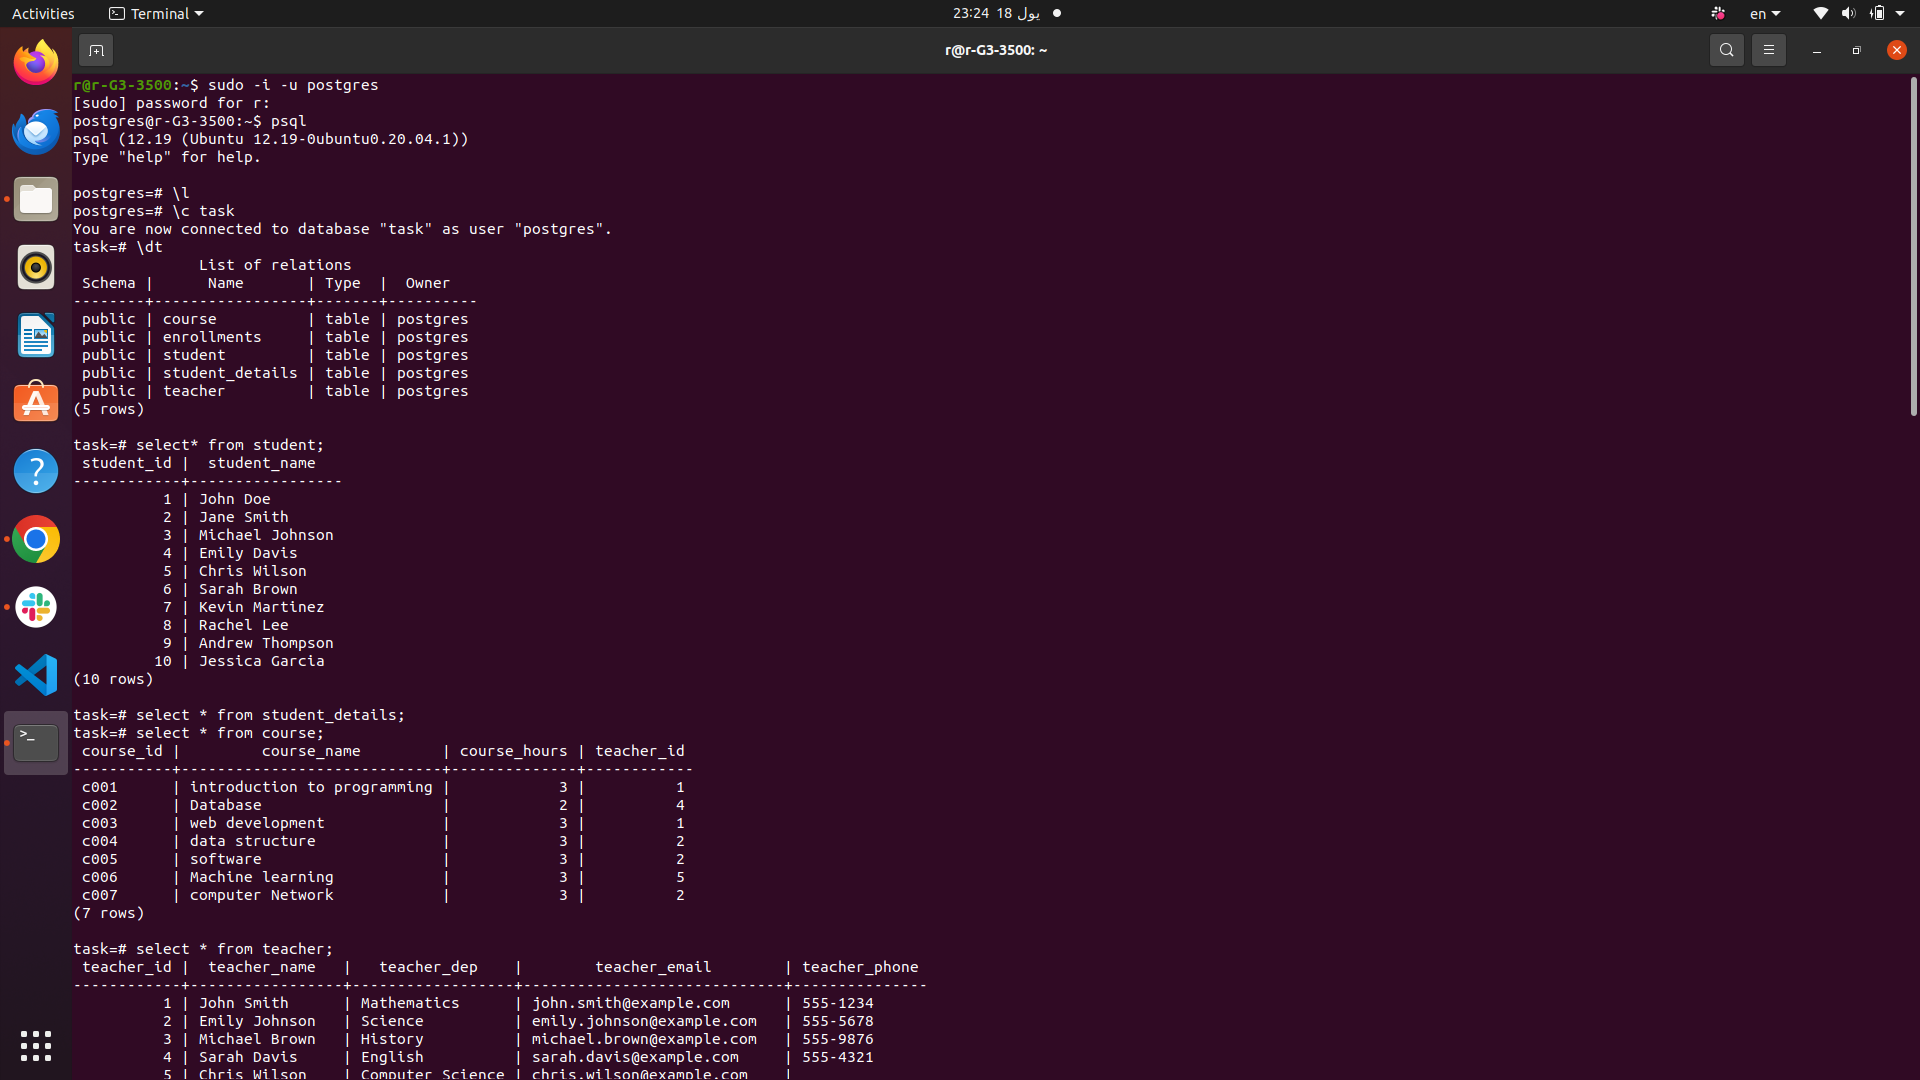 Activities
Terminal
23:24 18 يول
en
r@r-G3-3500: ~
r@r-G3-3500:~$ sudo -i -u postgres
[sudo] password for r:
postgres@r-G3-3500:~$ psql
psql (12.19 (Ubuntu 12.19-0ubuntu0.20.04.1))
Type "help" for help.
postgres=# \l
postgres=# \c task
You are now connected to database "task" as user "postgres".
task=# \dt
             List of relations
 Schema |      Name       | Type  |  Owner
--------+-----------------+-------+----------
 public | course          | table | postgres
 public | enrollments     | table | postgres
 public | student         | table | postgres
 public | student_details | table | postgres
 public | teacher         | table | postgres
(5 rows)
task=# select* from student;
 student_id |  student_name
------------+-----------------
          1 | John Doe
          2 | Jane Smith
          3 | Michael Johnson
          4 | Emily Davis
          5 | Chris Wilson
          6 | Sarah Brown
          7 | Kevin Martinez
          8 | Rachel Lee
          9 | Andrew Thompson
         10 | Jessica Garcia
(10 rows)
task=# select * from student_details;
task=# select * from course;
 course_id |         course_name         | course_hours | teacher_id
-----------+-----------------------------+--------------+------------
 c001      | introduction to programming |            3 |          1
 c002      | Database                    |            2 |          4
 c003      | web development             |            3 |          1
 c004      | data structure              |            3 |          2
 c005      | software                    |            3 |          2
 c006      | Machine learning            |            3 |          5
 c007      | computer Network            |            3 |          2
(7 rows)
task=# select * from teacher;
 teacher_id |  teacher_name   |   teacher_dep    |        teacher_email        | teacher_phone
------------+-----------------+------------------+-----------------------------+---------------
          1 | John Smith      | Mathematics      | john.smith@example.com      | 555-1234
          2 | Emily Johnson   | Science          | emily.johnson@example.com   | 555-5678
          3 | Michael Brown   | History          | michael.brown@example.com   | 555-9876
          4 | Sarah Davis     | English          | sarah.davis@example.com     | 555-4321
          5 | Chris Wilson    | Computer Science | chris.wilson@example.com    |